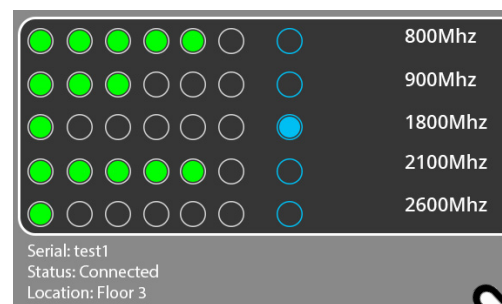 800Mhz
900Mhz
1800Mhz
2100Mhz
2600Mhz
Serial: test1
Status: Connected
Location: Floor 3